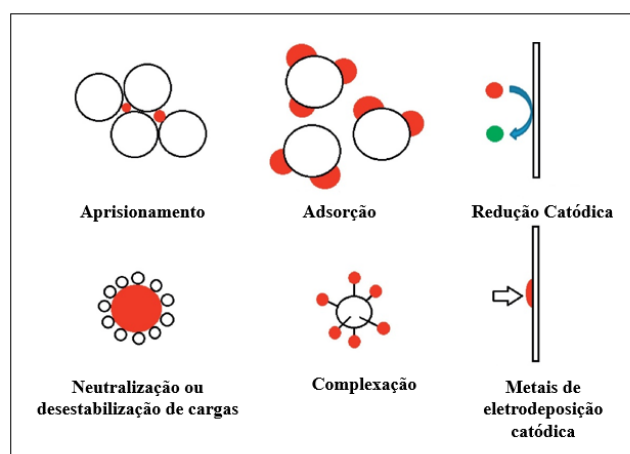 Aprisionamento
Adsorção
Redução Catódica
Neutralização ou
desestabilização de cargas
Complexação
Metais de
eletrodeposição
catódica